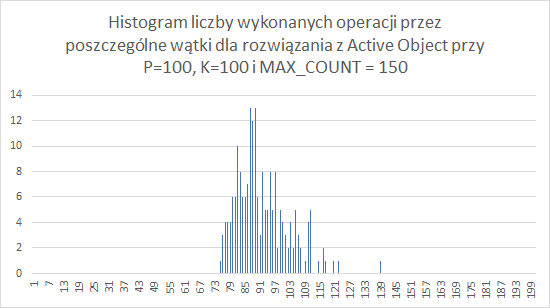 Histogram liczby wykonanych operacji przez
poszczególne wątki dla rozwiązania z Active Object przy
P=100, K=100 i MAX_COUNT = 150
14
12
10
8
6
4
2
0
1 7 13 19 25 31 37 43 49 55 61 67 73 79 85 91 97 103 109 115 121 127 133 139 145 151 157 163 169 175 181 187 193 199